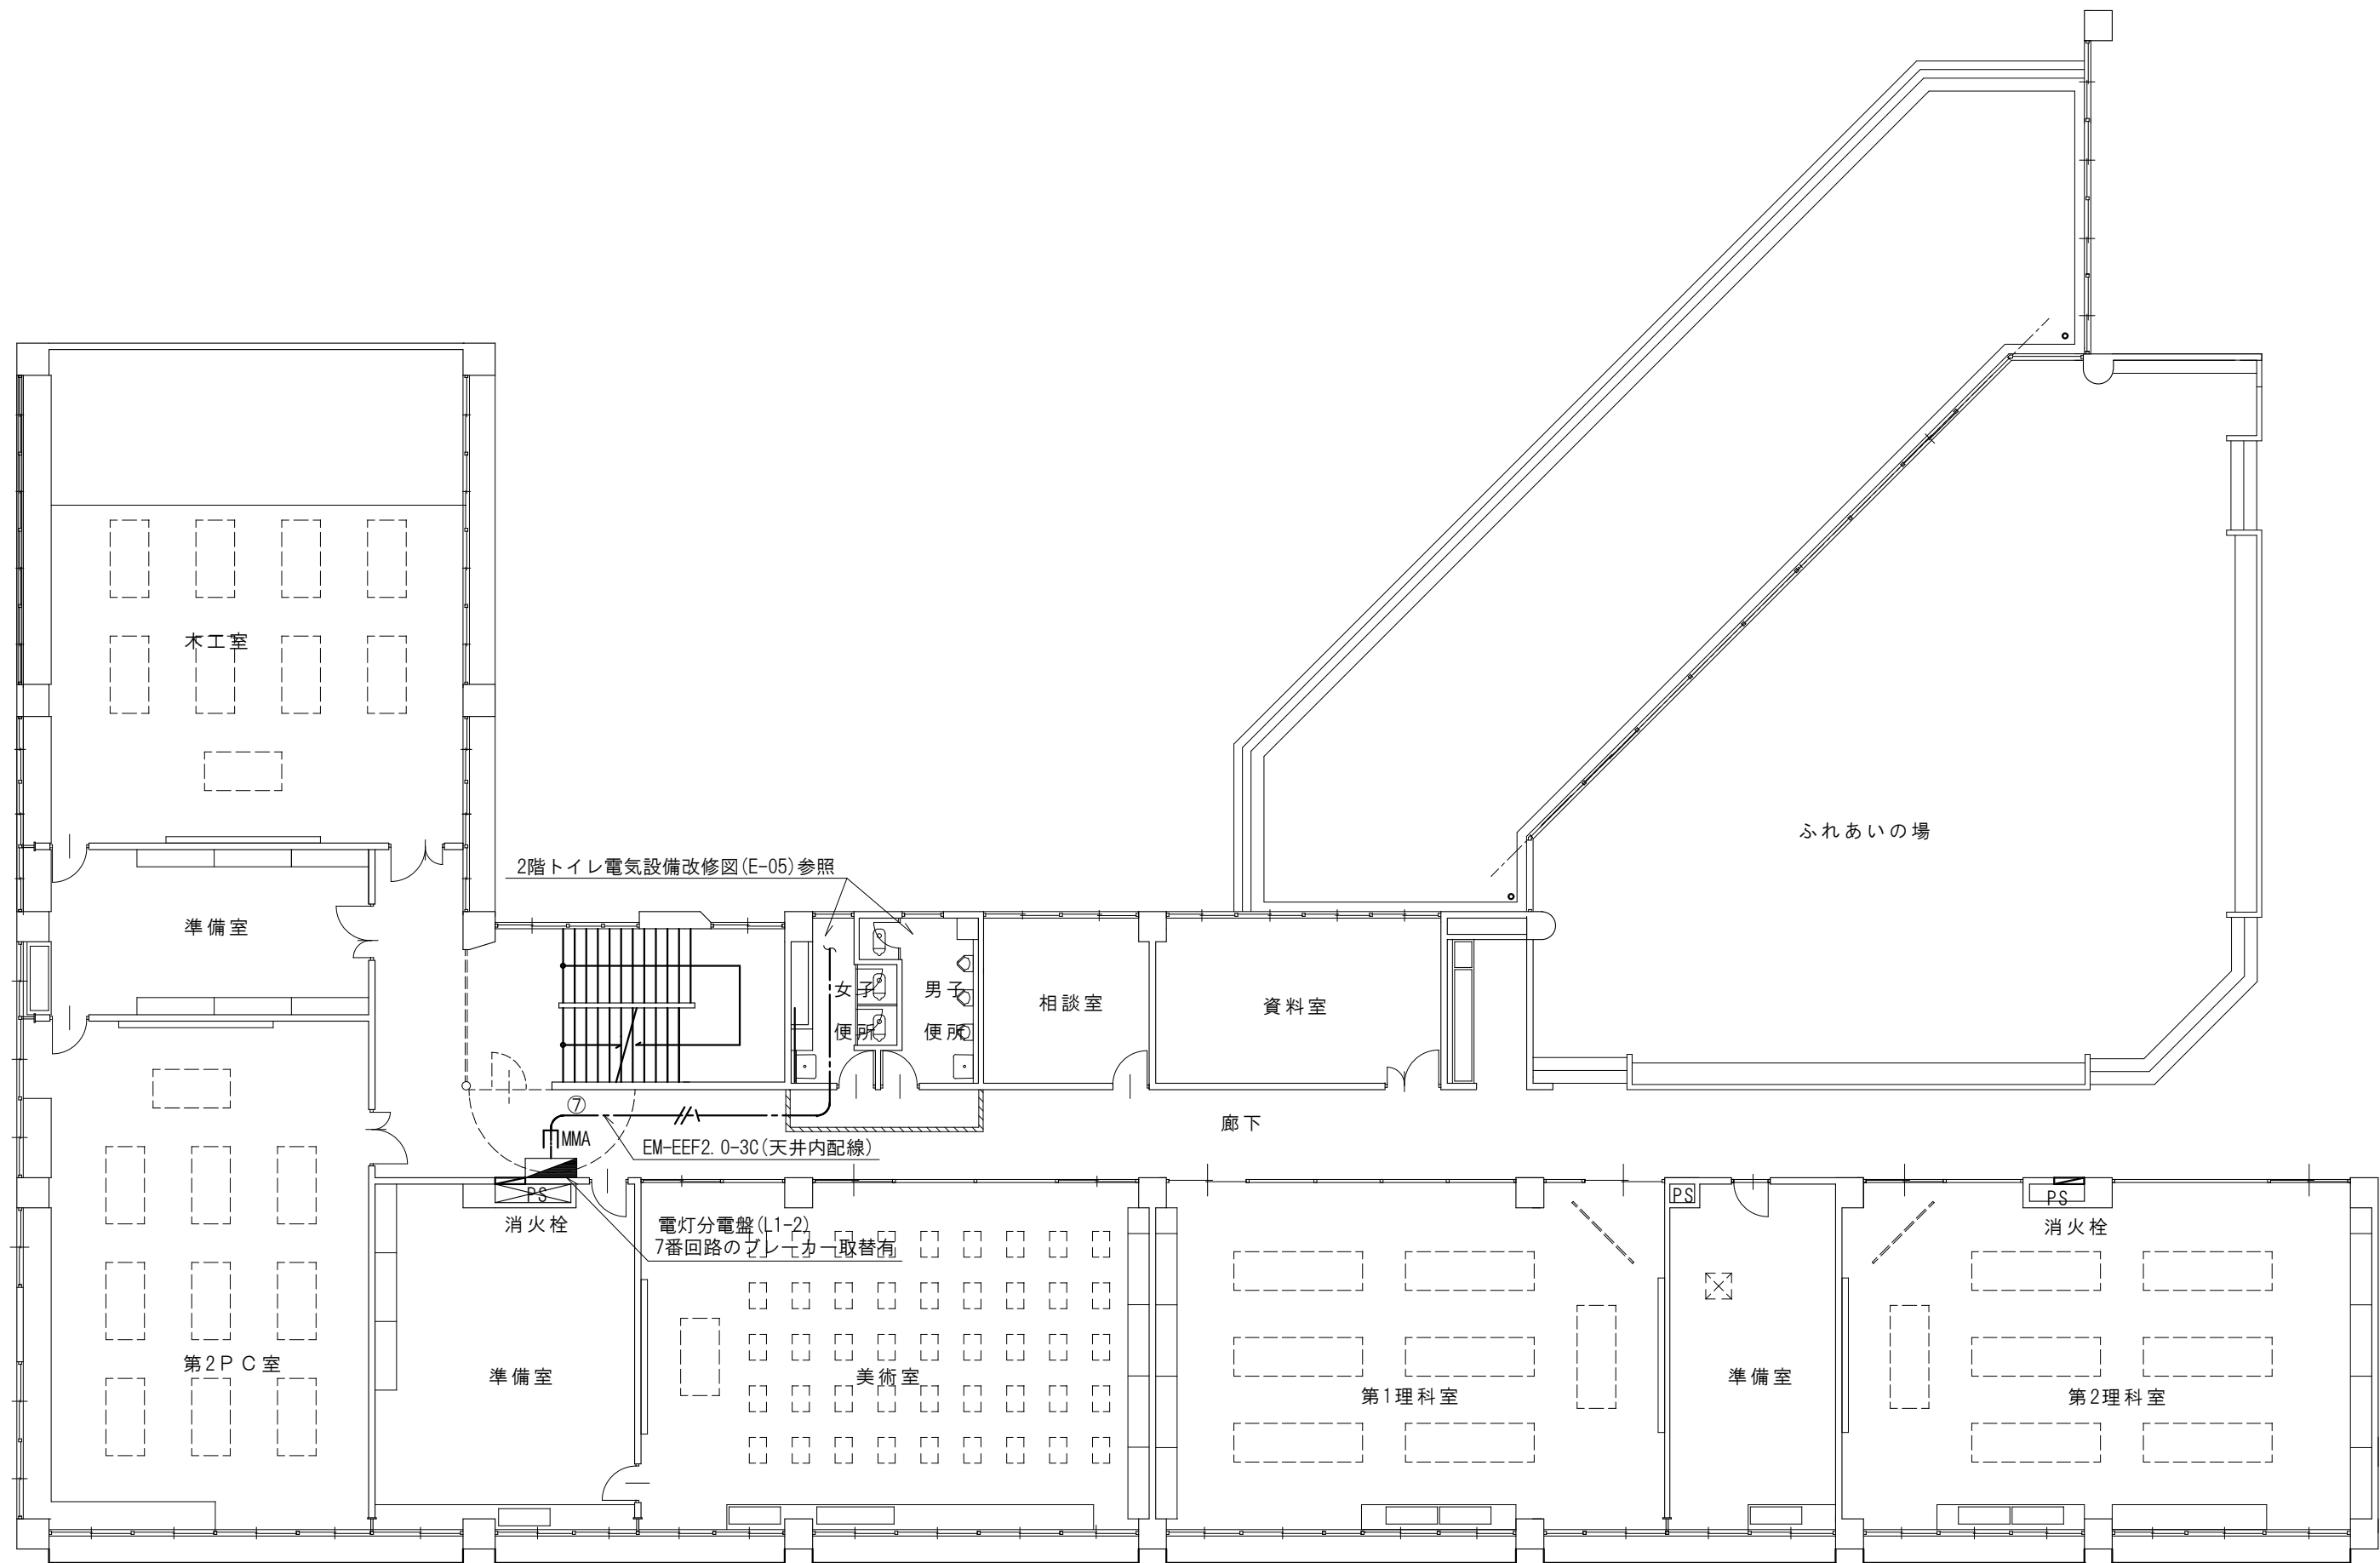 木工室
ふれあいの場
2階トイレ電気設備改修図(E-05)参照
準備室
女子
便所
男子
便所
相談室
資料室
⑦
MMA
EM-EEF2.0-3C(天井内配線)
廊下
PS
消火栓
電灯分電盤(L1-2)
7番回路のブレーカー取替有
PS
PS
消火栓
第2ＰＣ室
準備室
美術室
第1理科室
準備室
第2理科室